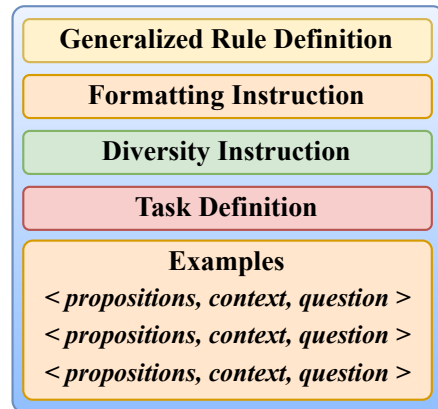 Generalized Rule Definition
Formatting Instruction
Diversity Instruction
Task Definition
Examples
< propositions, context, question >
< propositions, context, question >
< propositions, context, question >